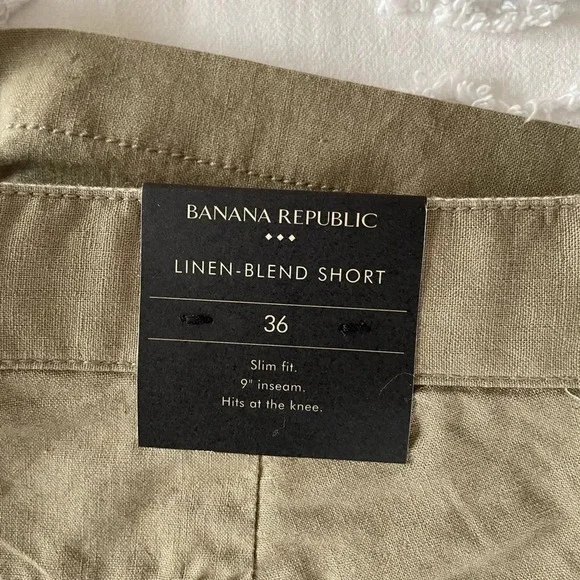 BANANA REPUBLIC
LINEN-BLEND SHORT
36
Slim fit.
9" inseam.
Hits at the knee.